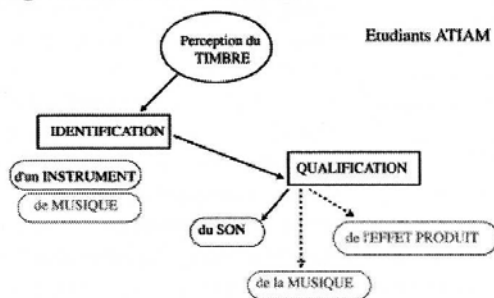 Perception du
TIMBRE
Etudiants ATIAM
IDENTIFICATION
d'un INSTRUMENT
de MUSIQUE
QUALIFICATION
du SON
de l'EFFET PRODUIT
de la MUSIQUE